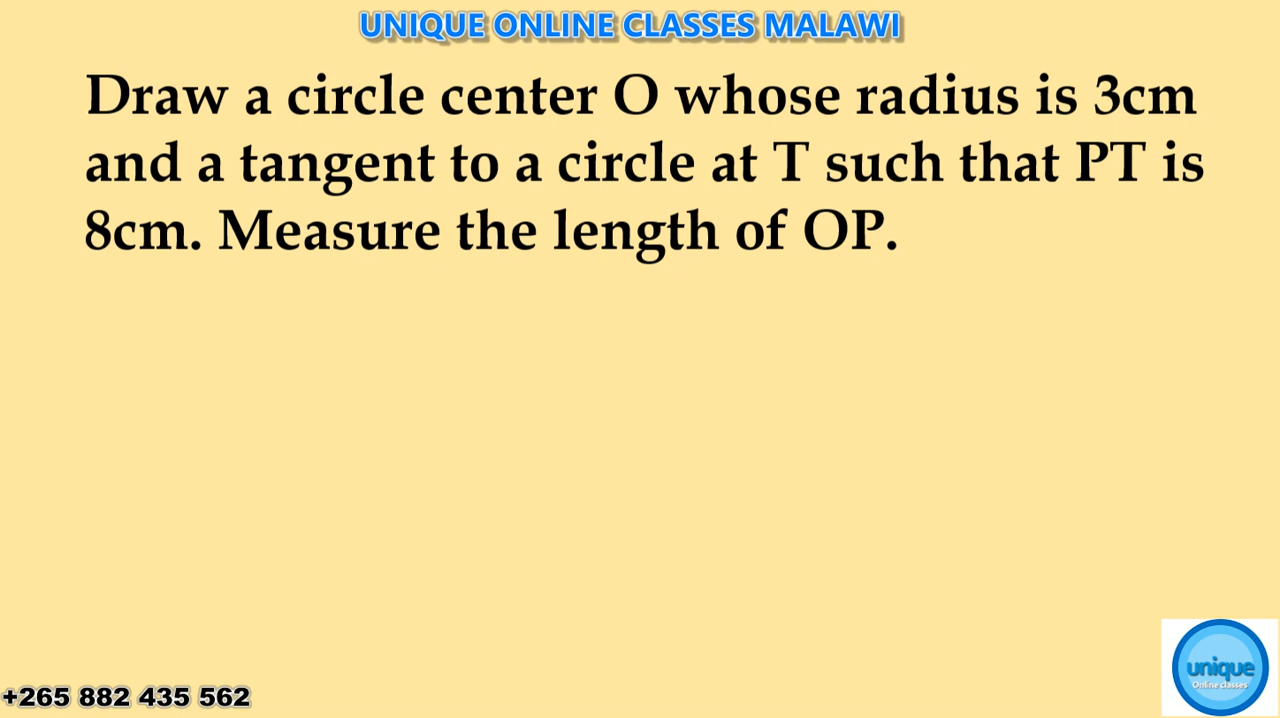 UNIQUE ONLINE CLASSES MALAWI
Draw a circle center O whose radius is 3cm
and a tangent to a circle at T such that PT is
8cm. Measure the length of OP.
unique
Online classes
+265 882 435 562